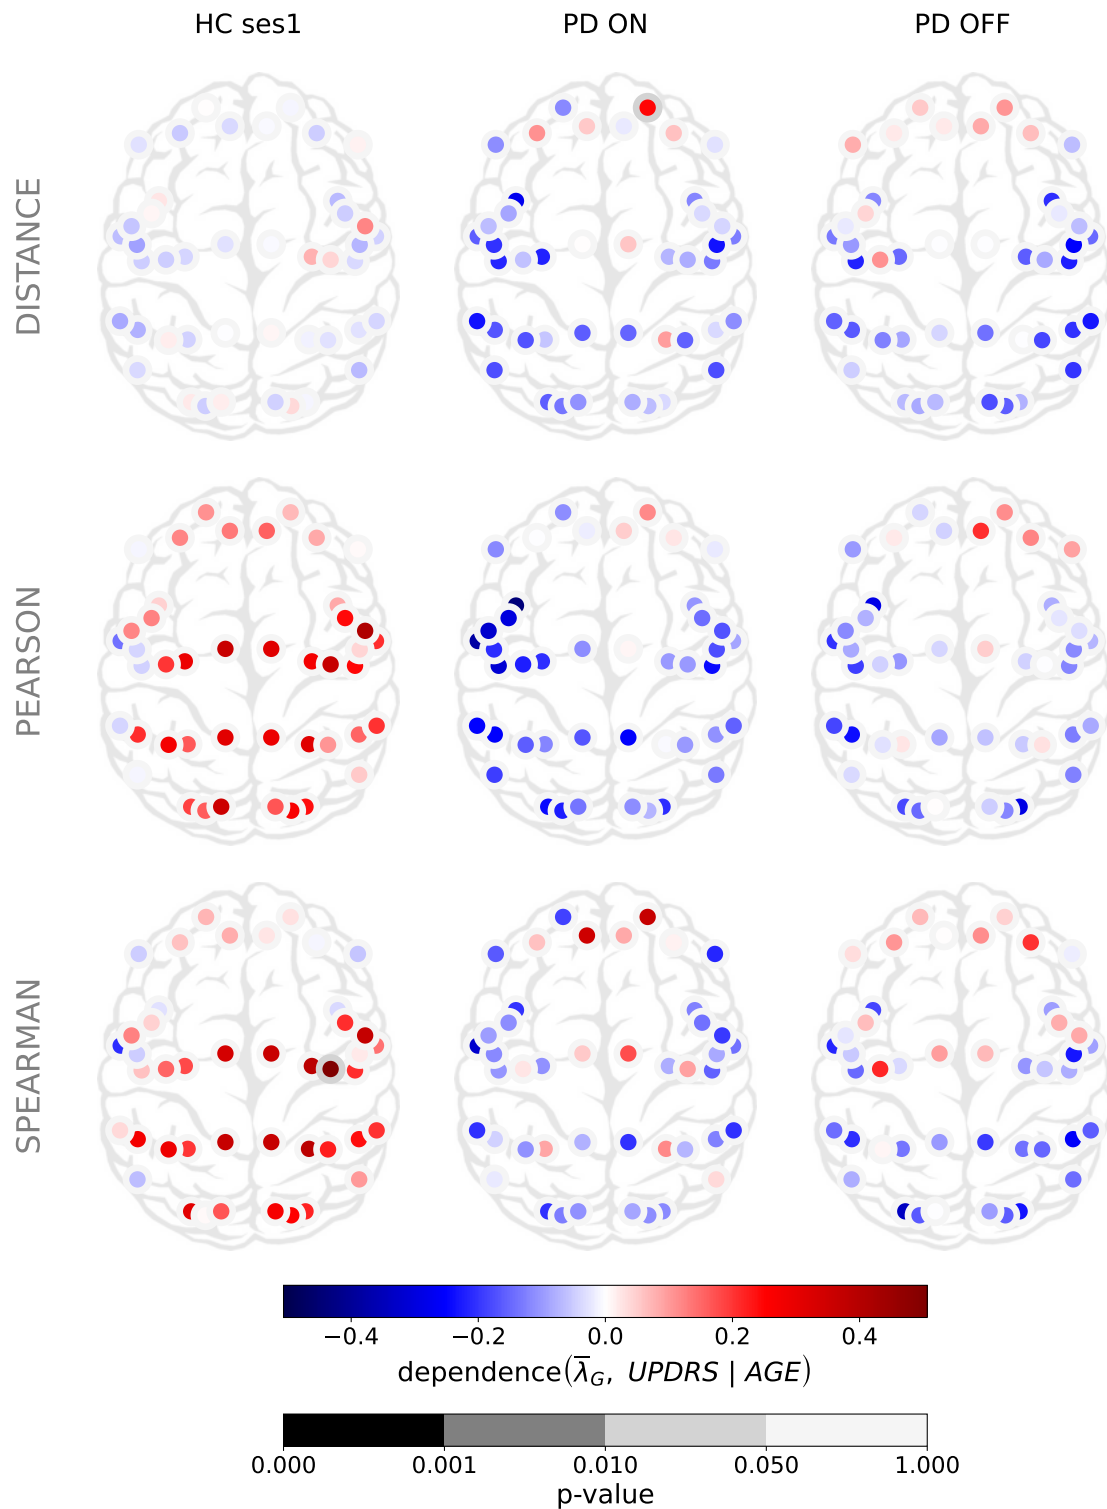 HC ses1 PD ON PD OFF
DISTANCE
PEARSON
SPEARMAN
−0.4 −0.2 0.0 0.2 0.4
dependence(λ̅_G, UPDRS | AGE)
0.000 0.001 0.010 0.050 1.000
p-value